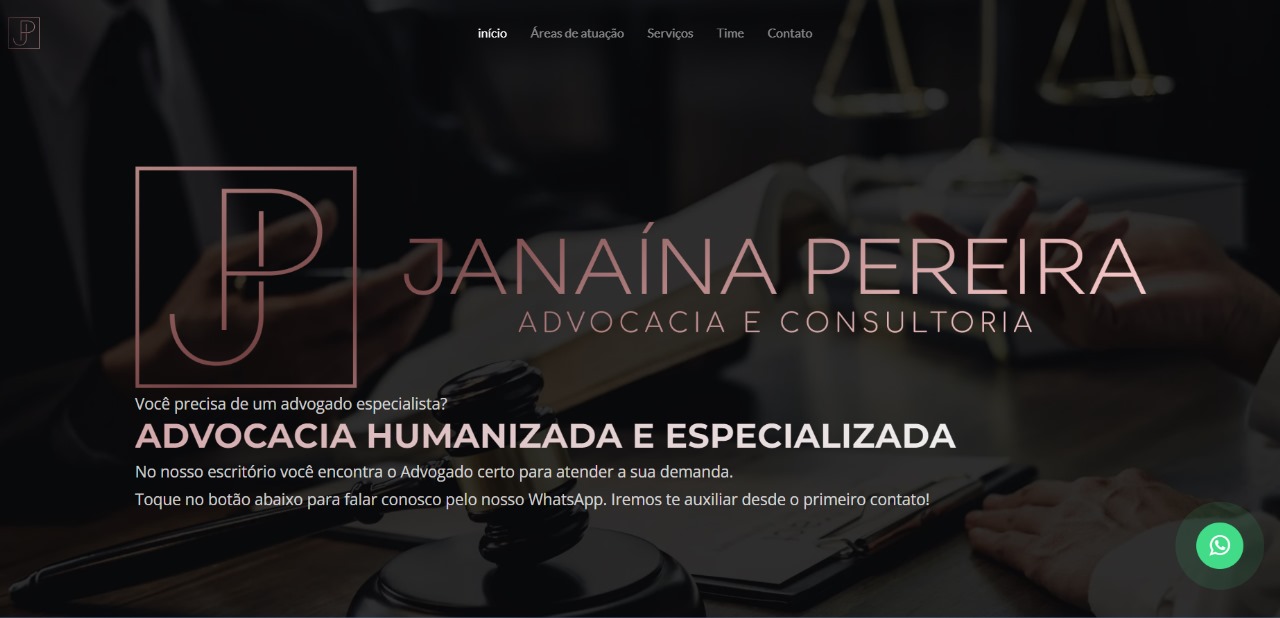 JP
início Áreas de atuação Serviços Time Contato
JP
JANAÍNA PEREIRA
ADVOCACIA E CONSULTORIA
Você precisa de um advogado especialista?
ADVOCACIA HUMANIZADA E ESPECIALIZADA
No nosso escritório você encontra o Advogado certo para atender a sua demanda.
Toque no botão abaixo para falar conosco pelo nosso WhatsApp. Iremos te auxiliar desde o primeiro contato!